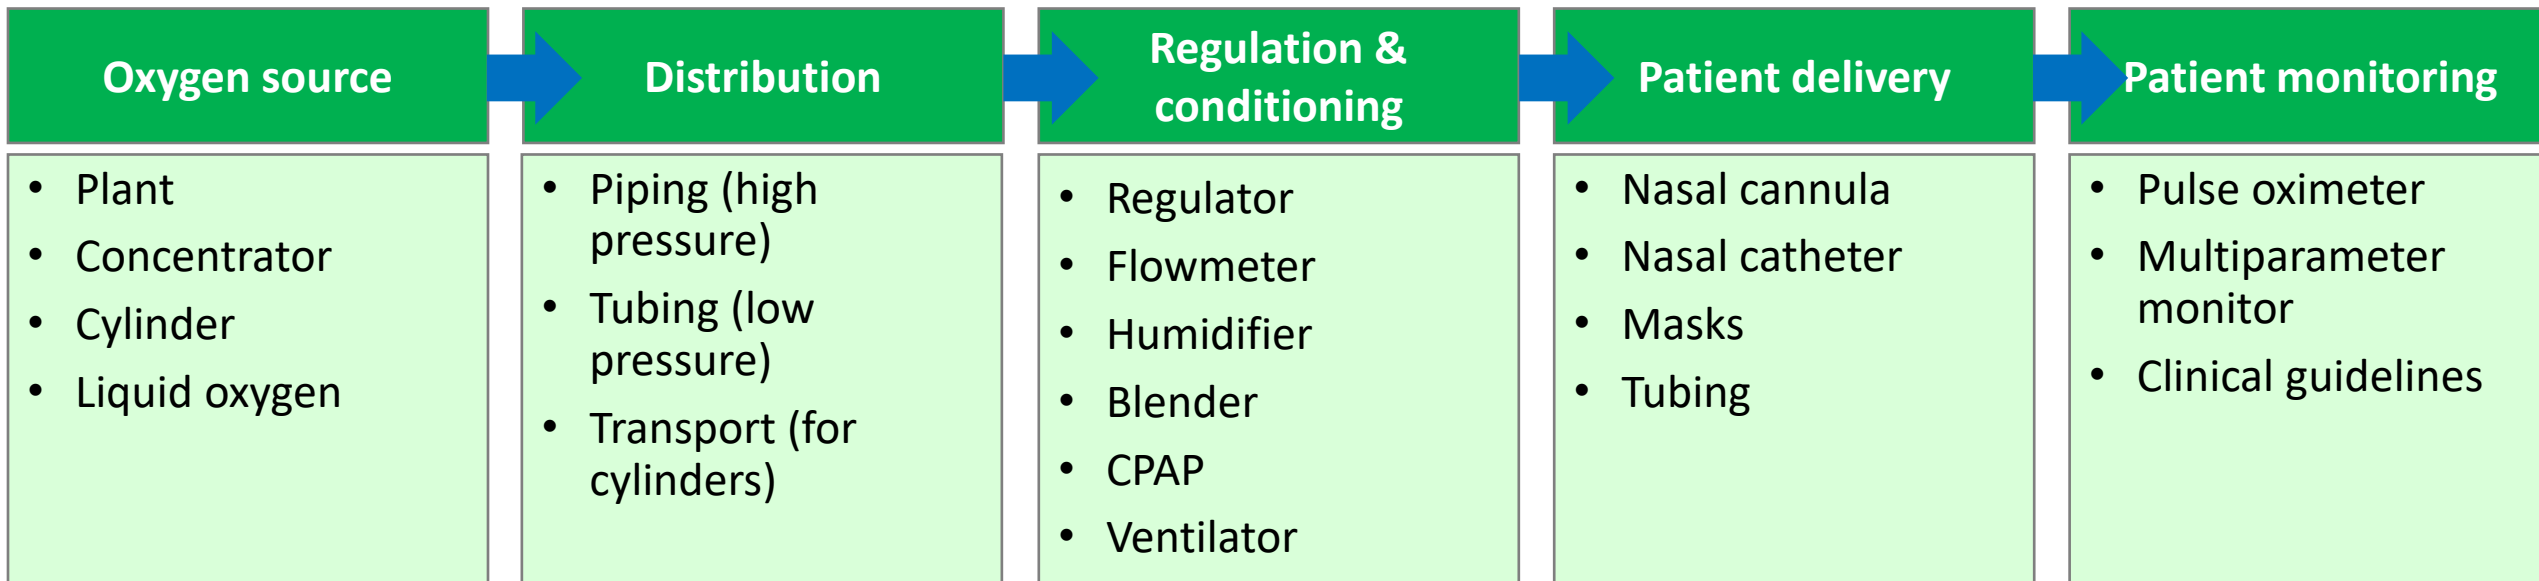 Oxygen source
• Plant
• Concentrator
• Cylinder
• Liquid oxygen
Distribution
• Piping (high
pressure)
• Tubing (low
pressure)
• Transport (for
cylinders)
Regulation &
conditioning
• Regulator
• Flowmeter
• Humidifier
• Blender
• CPAP
• Ventilator
Patient delivery
• Nasal cannula
• Nasal catheter
• Masks
• Tubing
Patient monitoring
• Pulse oximeter
• Multiparameter
monitor
• Clinical guidelines